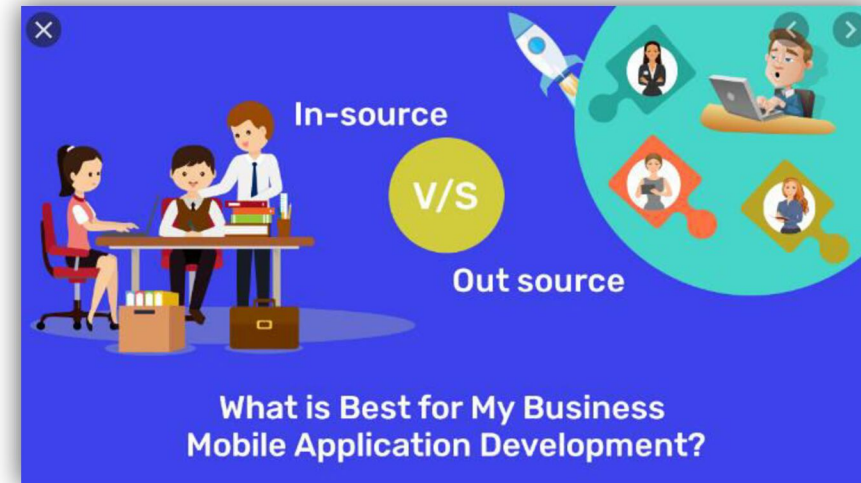 In-source
V/S
Out source
What is Best for My Business
Mobile Application Development?